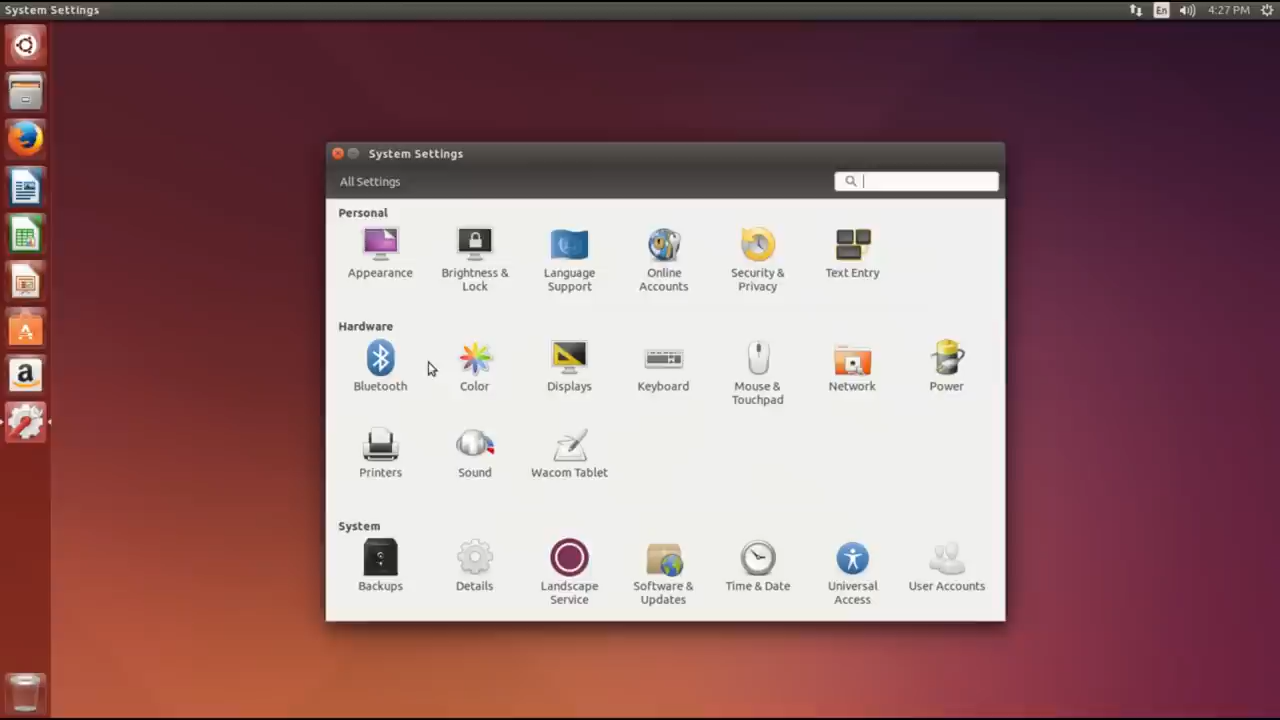 System Settings
En 4:27 PM
System Settings
All Settings
Personal
Appearance
Brightness &
Lock
Language
Support
Online
Accounts
Security &
Privacy
Text Entry
Hardware
Bluetooth
Color
Displays
Keyboard
Mouse &
Touchpad
Network
Power
Printers
Sound
Wacom Tablet
System
Backups
Details
Landscape
Service
Software &
Updates
Time & Date
Universal
Access
User Accounts